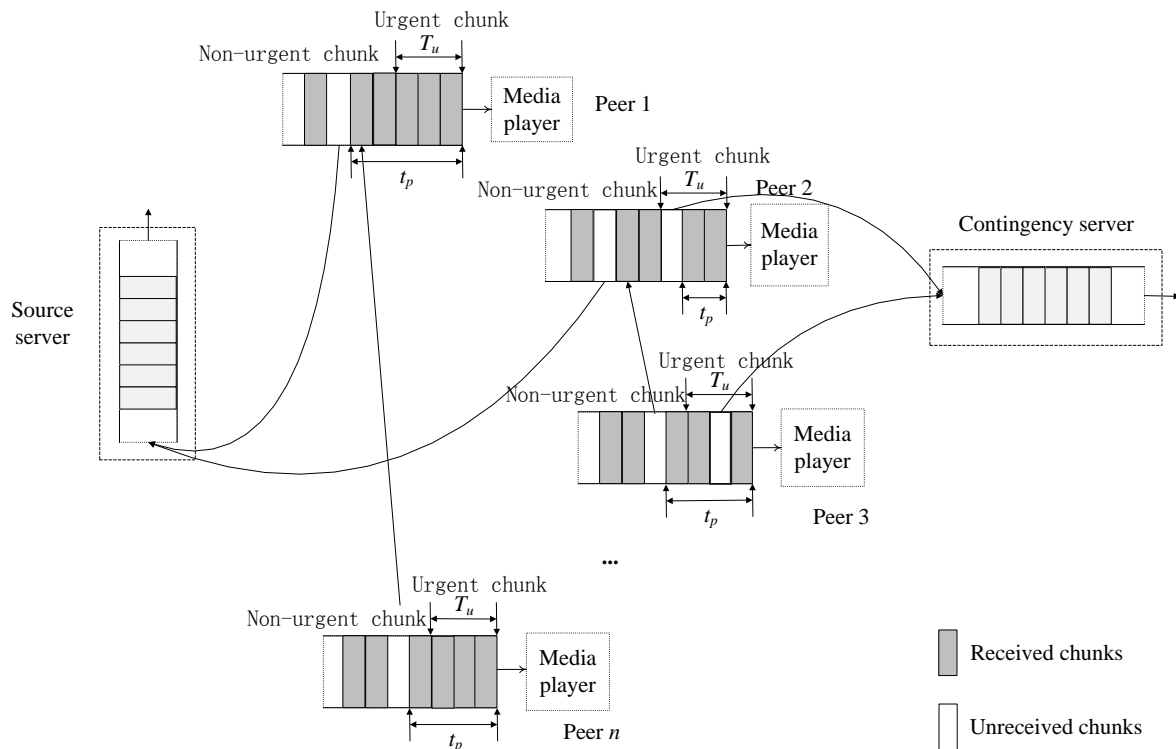 Urgent chunk
Non-urgent chunk
T_u
Media
player
Peer 1
t_p
Urgent chunk
Non-urgent chunk
T_u
Peer 2
Media
player
t_p
Contingency server
Source
server
Urgent chunk
Non-urgent chunk
T_u
Media
player
t_p
Peer 3
...
Urgent chunk
Non-urgent chunk
T_u
Media
player
t_p
Peer n
Received chunks
Unreceived chunks